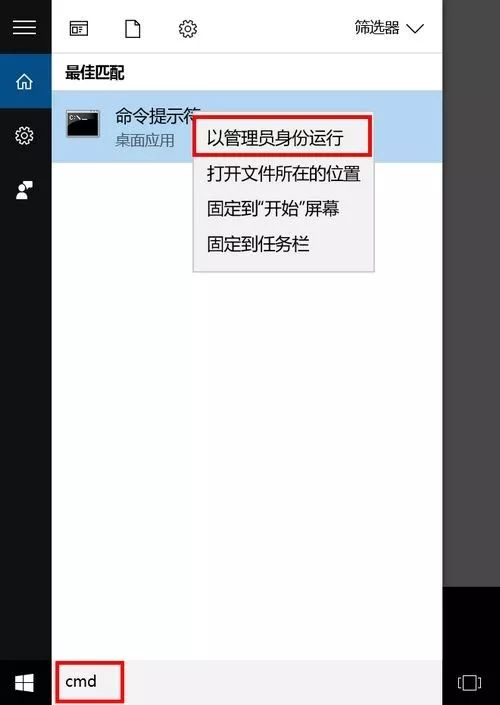 筛选器
最佳匹配
命令提示符
桌面应用
以管理员身份运行
打开文件所在的位置
固定到“开始”屏幕
固定到任务栏
cmd